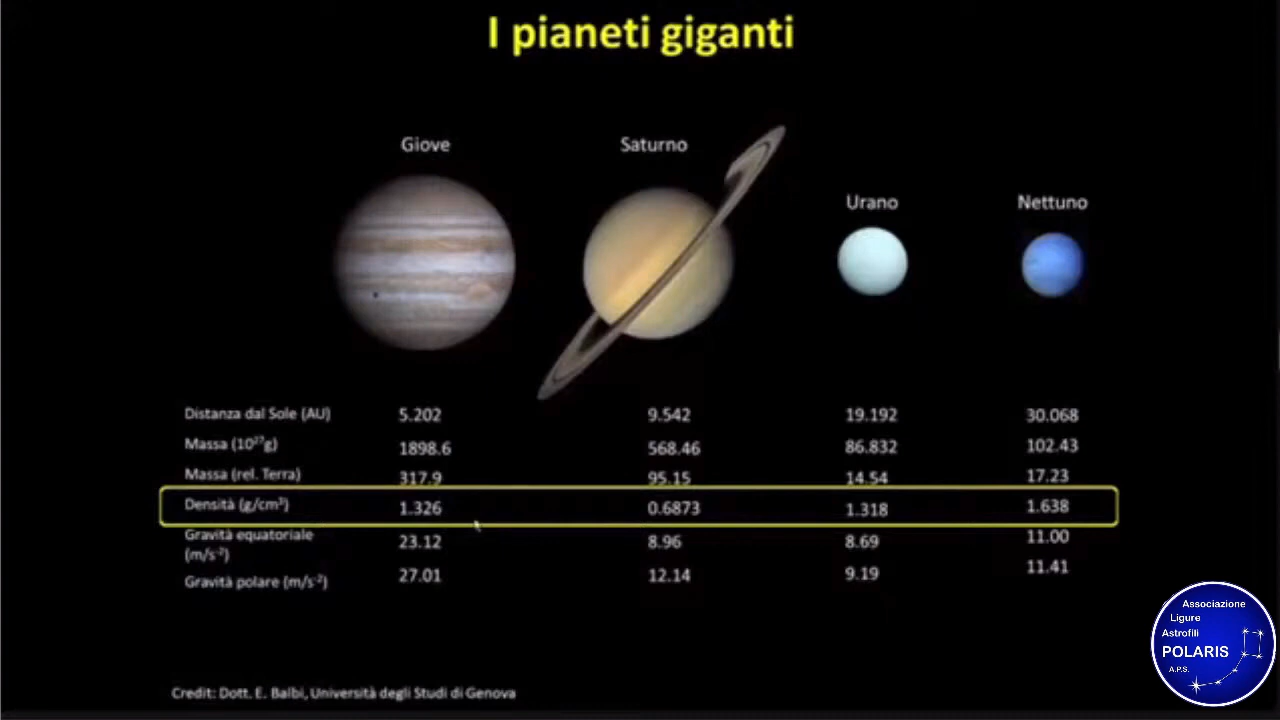 I pianeti giganti
Giove Saturno
Urano Nettuno
Distanza dal Sole (AU) 5.202 9.542 19.192 30.068
Massa (10²⁷g) 1898.6 568.46 86.832 102.43
Massa (rel. Terra) 317.9 95.15 14.54 17.23
Densità (g/cm³) 1.326 0.6873 1.318 1.638
Gravità equatoriale
(m/s⁻²) 23.12 8.96 8.69 11.00
Gravità polare (m/s⁻²) 27.01 12.14 9.19 11.41
Associazione
Ligure
Astrofili
POLARIS
A.P.S.
Credit: Dott. E. Balbi, Università degli Studi di Genova